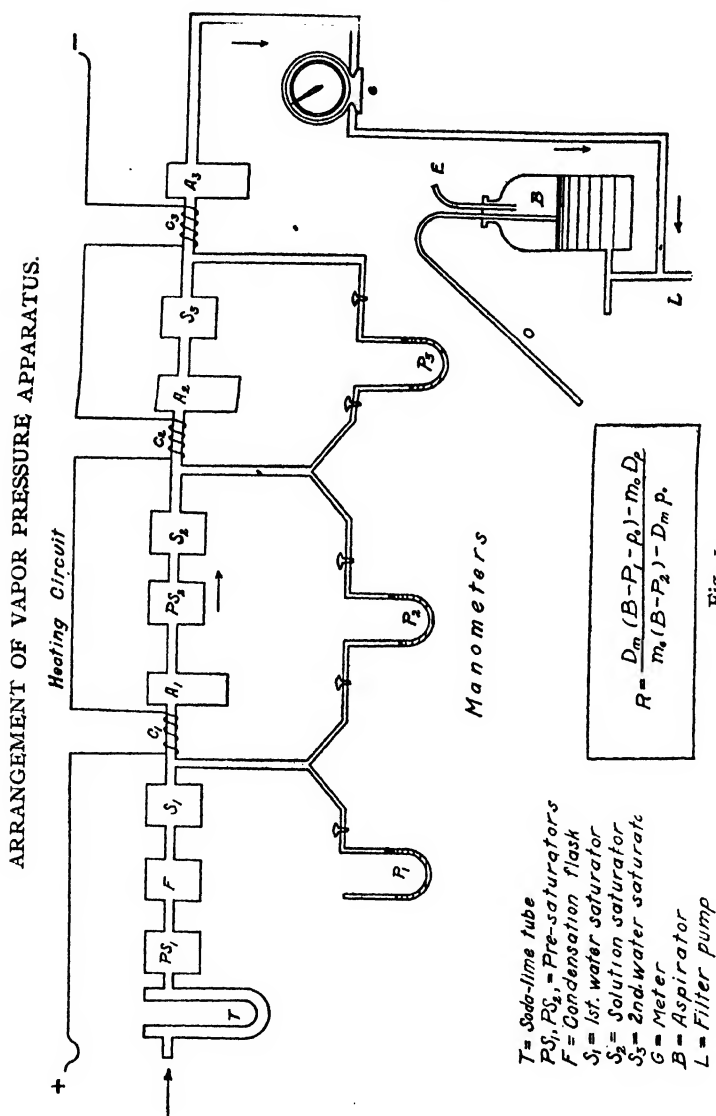 ARRANGEMENT OF VAPOR PRESSURE APPARATUS.
Heating Circuit
+
−
T
PS₁
F
S₁
C₁
A₁
PS₂
S₂
C₂
A₂
S₃
C₃
A₃
P₁
P₂
P₃
Manometers
E
B
O
L
T = Soda-lime tube
PS₁, PS₂, = Pre-saturators
F = Condensation flask
S₁ = 1st. water saturator
S₂ = Solution saturator
S₃ = 2nd. water saturato
G = Meter
B = Aspirator
L = Filter pump
R = Dₘ (B−P₁−p₀)−m₀Dₚ / m₀(B−P₂)−Dₘp₀
Fig.